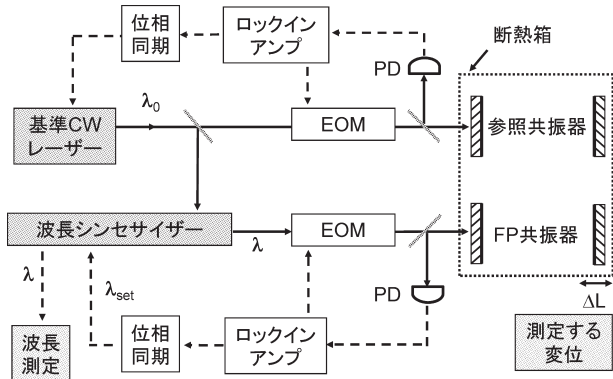 位相
同期
ロックイン
アンプ
PD
断熱箱
λ0
基準CW
レーザー
EOM
参照共振器
波長シンセサイザー
λ
EOM
FP共振器
λ
λset
PD
ΔL
波長
測定
位相
同期
ロックイン
アンプ
測定する
変位